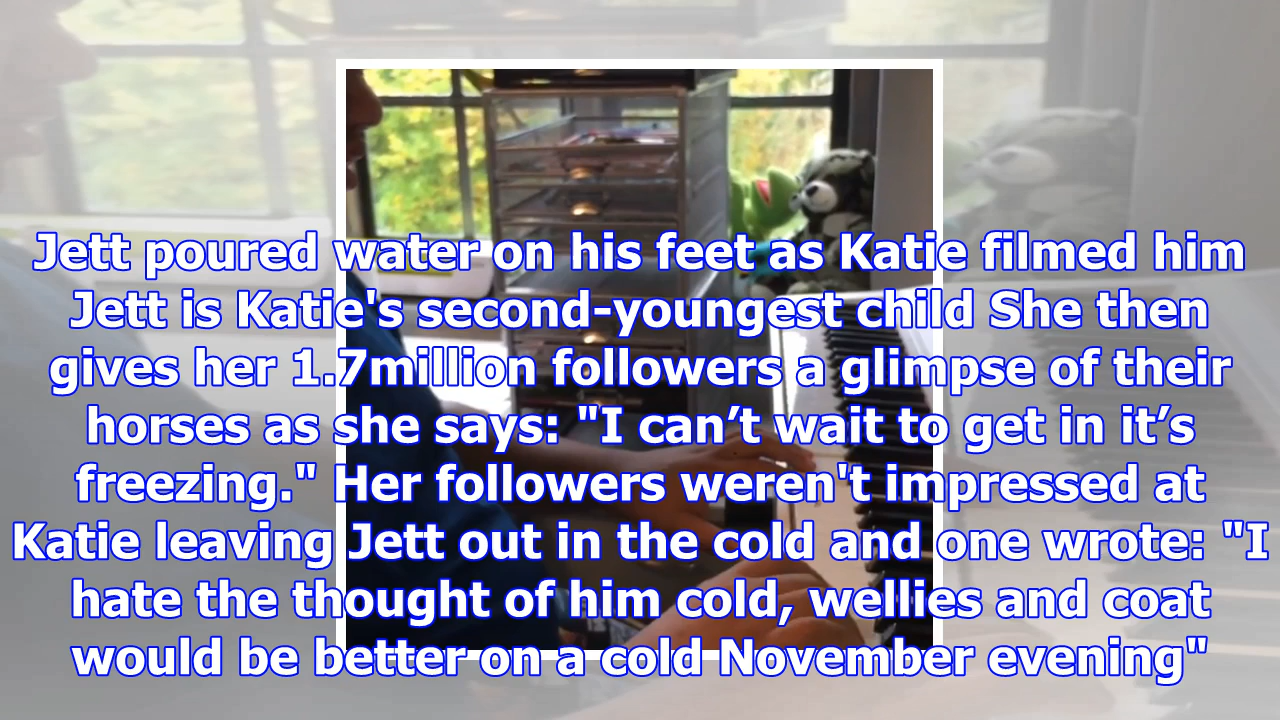 Jett poured water on his feet as Katie filmed him
Jett is Katie's second-youngest child She then
gives her 1.7million followers a glimpse of their
horses as she says: "I can’t wait to get in it’s
freezing." Her followers weren't impressed at
Katie leaving Jett out in the cold and one wrote: "I
hate the thought of him cold, wellies and coat
would be better on a cold November evening"